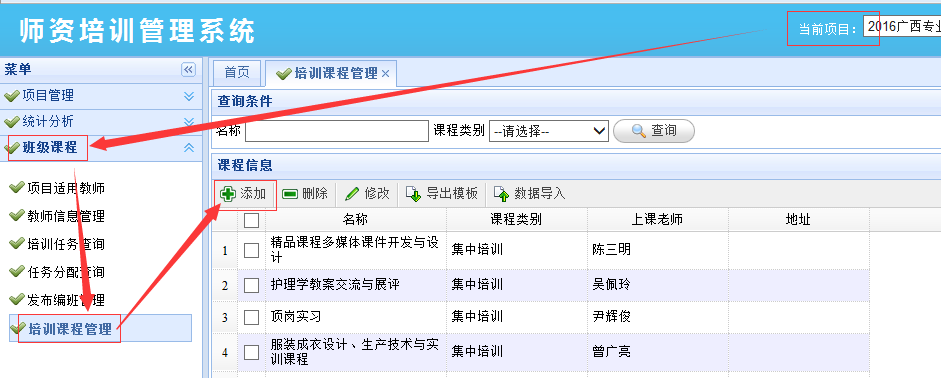 师资培训管理系统
当前项目：
2016广西专业
菜单
首页
培训课程管理
项目管理
统计分析
班级课程
项目适用教师
教师信息管理
培训任务查询
任务分配查询
发布编班管理
培训课程管理
查询条件
名称
课程类别
--请选择--
查询
课程信息
添加
删除
修改
导出模板
数据导入
名称 课程类别 上课老师 地址
1 精品课程多媒体课件开发与设
计 集中培训 陈三明
2 护理学教案交流与展评 集中培训 吴佩玲
3 顶岗实习 集中培训 尹辉俊
4 服装成衣设计、生产技术与实
训课程 集中培训 曾广亮